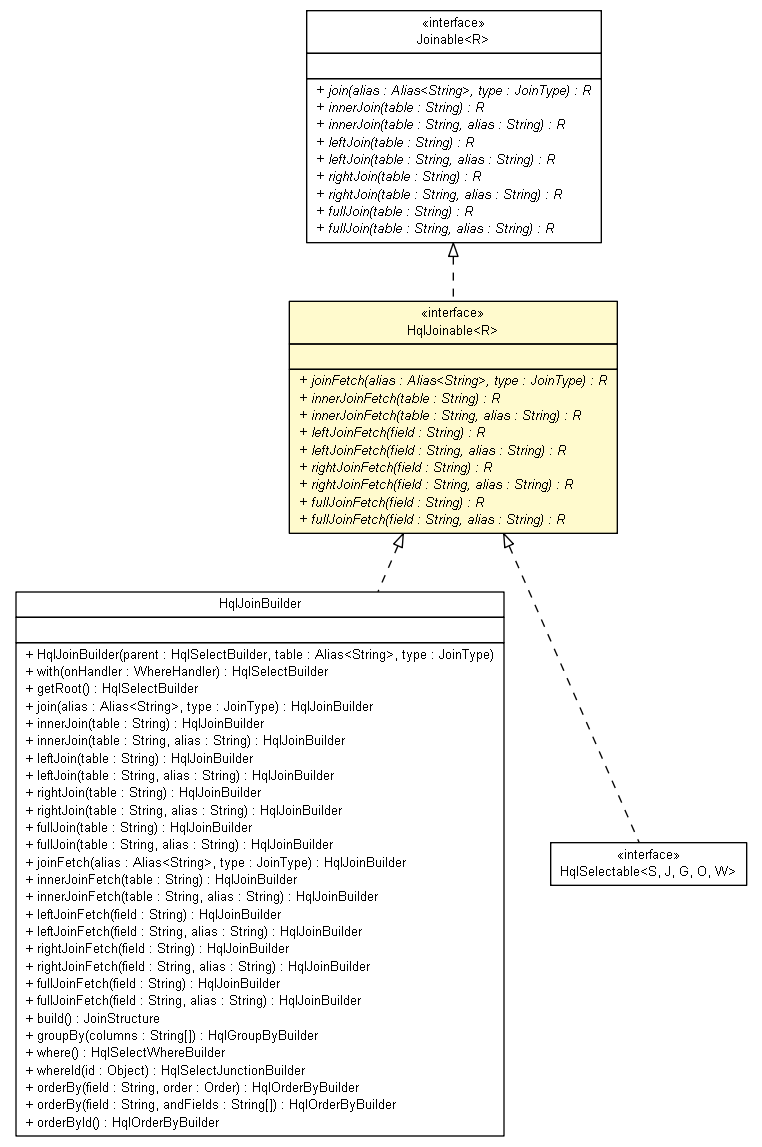 «interface»
Joinable<R>
+ join(alias : Alias<String>, type : JoinType) : R
+ innerJoin(table : String) : R
+ innerJoin(table : String, alias : String) : R
+ leftJoin(table : String) : R
+ leftJoin(table : String, alias : String) : R
+ rightJoin(table : String) : R
+ rightJoin(table : String, alias : String) : R
+ fullJoin(table : String) : R
+ fullJoin(table : String, alias : String) : R
«interface»
HqlJoinable<R>
+ joinFetch(alias : Alias<String>, type : JoinType) : R
+ innerJoinFetch(table : String) : R
+ innerJoinFetch(table : String, alias : String) : R
+ leftJoinFetch(field : String) : R
+ leftJoinFetch(field : String, alias : String) : R
+ rightJoinFetch(field : String) : R
+ rightJoinFetch(field : String, alias : String) : R
+ fullJoinFetch(field : String) : R
+ fullJoinFetch(field : String, alias : String) : R
HqlJoinBuilder
+ HqlJoinBuilder(parent : HqlSelectBuilder, table : Alias<String>, type : JoinType)
+ with(onHandler : WhereHandler) : HqlSelectBuilder
+ getRoot() : HqlSelectBuilder
+ join(alias : Alias<String>, type : JoinType) : HqlJoinBuilder
+ innerJoin(table : String) : HqlJoinBuilder
+ innerJoin(table : String, alias : String) : HqlJoinBuilder
+ leftJoin(table : String) : HqlJoinBuilder
+ leftJoin(table : String, alias : String) : HqlJoinBuilder
+ rightJoin(table : String) : HqlJoinBuilder
+ rightJoin(table : String, alias : String) : HqlJoinBuilder
+ fullJoin(table : String) : HqlJoinBuilder
+ fullJoin(table : String, alias : String) : HqlJoinBuilder
+ joinFetch(alias : Alias<String>, type : JoinType) : HqlJoinBuilder
+ innerJoinFetch(table : String) : HqlJoinBuilder
+ innerJoinFetch(table : String, alias : String) : HqlJoinBuilder
+ leftJoinFetch(field : String) : HqlJoinBuilder
+ leftJoinFetch(field : String, alias : String) : HqlJoinBuilder
+ rightJoinFetch(field : String) : HqlJoinBuilder
+ rightJoinFetch(field : String, alias : String) : HqlJoinBuilder
+ fullJoinFetch(field : String) : HqlJoinBuilder
+ fullJoinFetch(field : String, alias : String) : HqlJoinBuilder
+ build() : JoinStructure
+ groupBy(columns : String[]) : HqlGroupByBuilder
+ where() : HqlSelectWhereBuilder
+ whereId(id : Object) : HqlSelectJunctionBuilder
+ orderBy(field : String, order : Order) : HqlOrderByBuilder
+ orderBy(field : String, andFields : String[]) : HqlOrderByBuilder
+ orderById() : HqlOrderByBuilder
«interface»
HqlSelectable<S, J, G, O, W>